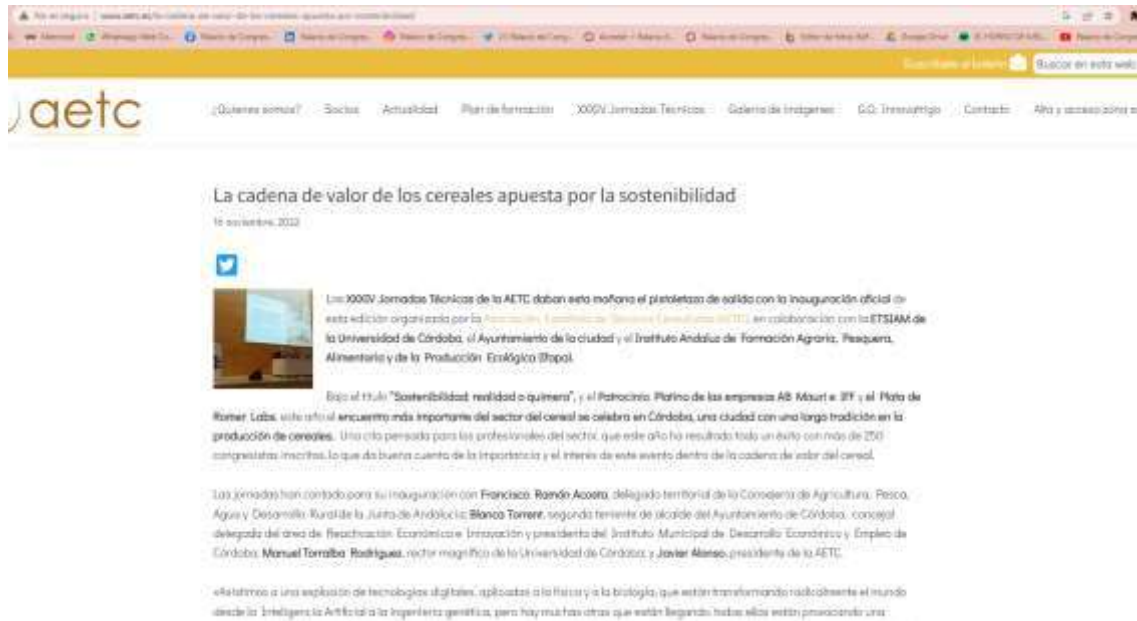 Buscar en esta web
aetc
¿Quienes somos? Socios Actualidad Plan de formación XXXIV Jornadas Técnicas Galería de Imágenes G.O. Innovatrigo Contacto Alta y acceso zona
La cadena de valor de los cereales apuesta por la sostenibilidad
16 noviembre, 2022
Las XXXIV Jornadas Técnicas de la AETC daban esta mañana el pistoletazo de salida con la inauguración oficial de
esta edición organizada por la en colaboración con la ETSIAM de
la Universidad de Córdoba, el Ayuntamiento de la ciudad y el Instituto Andaluz de Formación Agraria, Pesquera,
Alimentaria y de la Producción Ecológica (Ifapa).
Bajo el título "Sostenibilidad: realidad o quimera", y el Patrocinio Platino de las empresas AB Mauri e IFF y el Plata de
Romer Labs, este año el encuentro más importante del sector del cereal se celebra en Córdoba, una ciudad con una larga tradición en la
producción de cereales. Una cita pensada para los profesionales del sector, que este año ha resultado todo un éxito con más de 250
congresistas inscritos, lo que da buena cuenta de la importancia y el interés de este evento dentro de la cadena de valor del cereal.
Las jornadas han contado para su inauguración con Francisco Ramón Acosta, delegado territorial de la Consejería de Agricultura, Pesca,
Agua y Desarrollo Rural de la Junta de Andalucía; Blanca Torrent, segunda teniente de alcalde del Ayuntamiento de Córdoba, concejal
delegada del área de Reactivación Económica e Innovación y presidenta del Instituto Municipal de Desarrollo Económico y Empleo de
Córdoba; Manuel Torralbo Rodríguez, rector magnífico de la Universidad de Córdoba; y Javier Alonso, presidente de la AETC.
«Asistimos a una explosión de tecnologías digitales, aplicadas a la física y a la biología, que están transformando radicalmente el mundo
desde la Inteligencia Artificial a la ingeniería genética, pero hay muchas otras que están llegando, todas ellas están provocando una